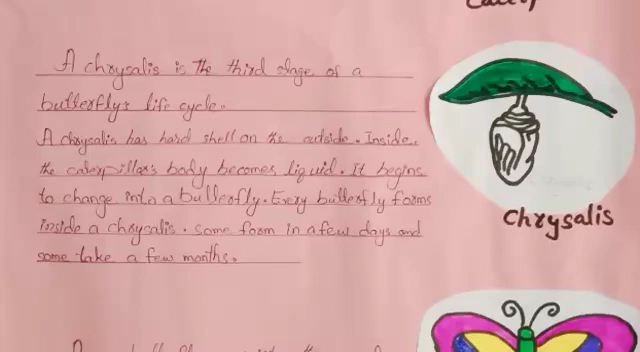 A chrysalis is the third stage of a
butterfly's life cycle.
A chrysalis has hard shell on the outside. Inside.
the caterpillar's body becomes liquid. It begins
to change into a butterfly. Every butterfly forms
inside a chrysalis. Some form in a few days and
some take a few months.
Chrysalis